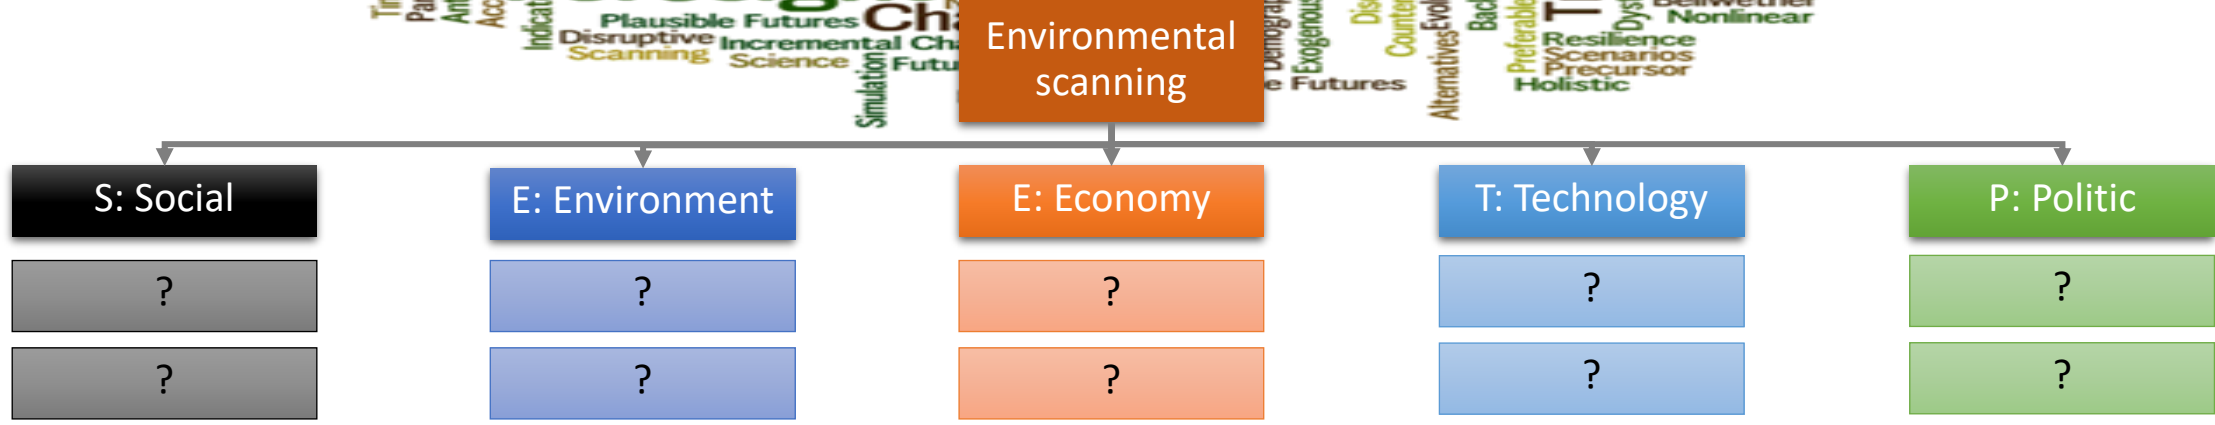 Plausible Futures
Disruptive
Incremental
Scanning
Science
Simulation
Environmental
scanning
Exogenous
Futures
Alternatives
Preferable
Nonlinear
Resilience
Scenarios
Precursor
Holistic
S: Social
E: Environment
E: Economy
T: Technology
P: Politic
?
?
?
?
?
?
?
?
?
?